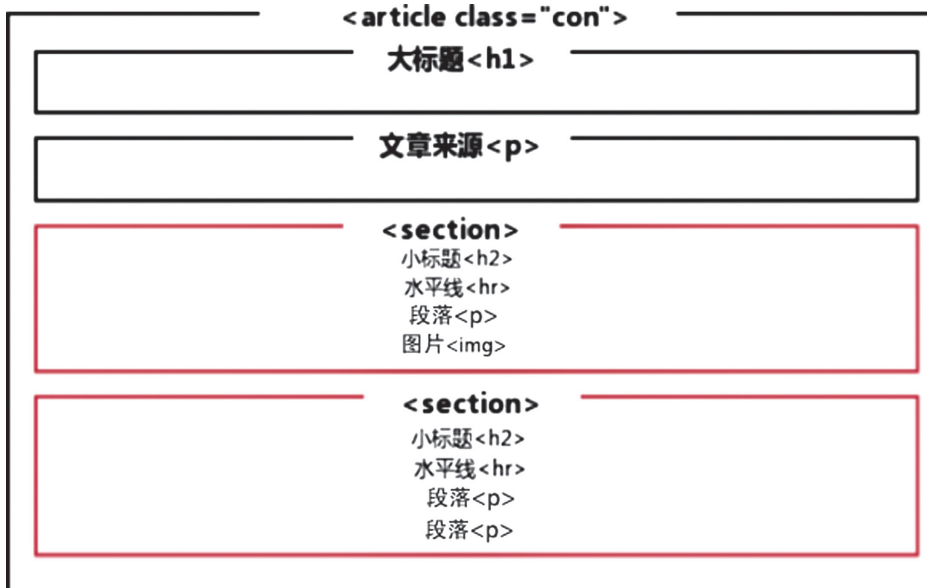 <article class="con">
大标题<h1>
文章来源<p>
<section>
小标题<h2>
水平线<hr>
段落<p>
图片<img>
<section>
小标题<h2>
水平线<hr>
段落<p>
段落<p>